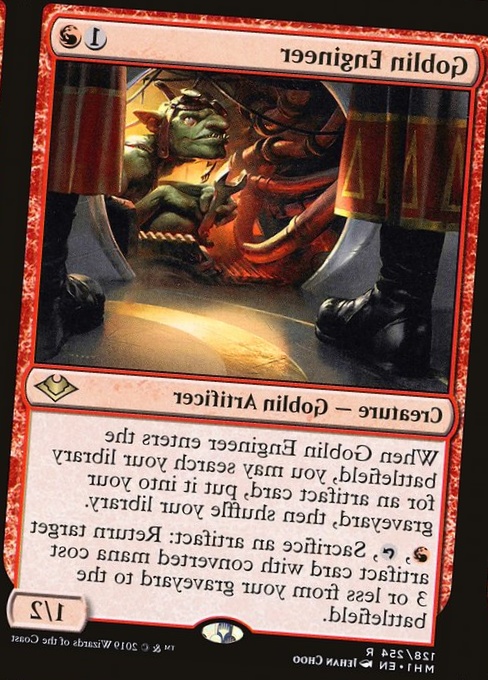 Goblin Engineer 1
Creature — Goblin Artificer
When Goblin Engineer enters the
battlefield, you may search your library
for an artifact card, put it into your
graveyard, then shuffle your library.
, , Sacrifice an artifact: Return target
artifact card with converted mana cost
3 or less from your graveyard to the
battlefield.
1/2
128/254 R
MH1 • EN JEHAN CHOO
™ & © 2019 Wizards of the Coast